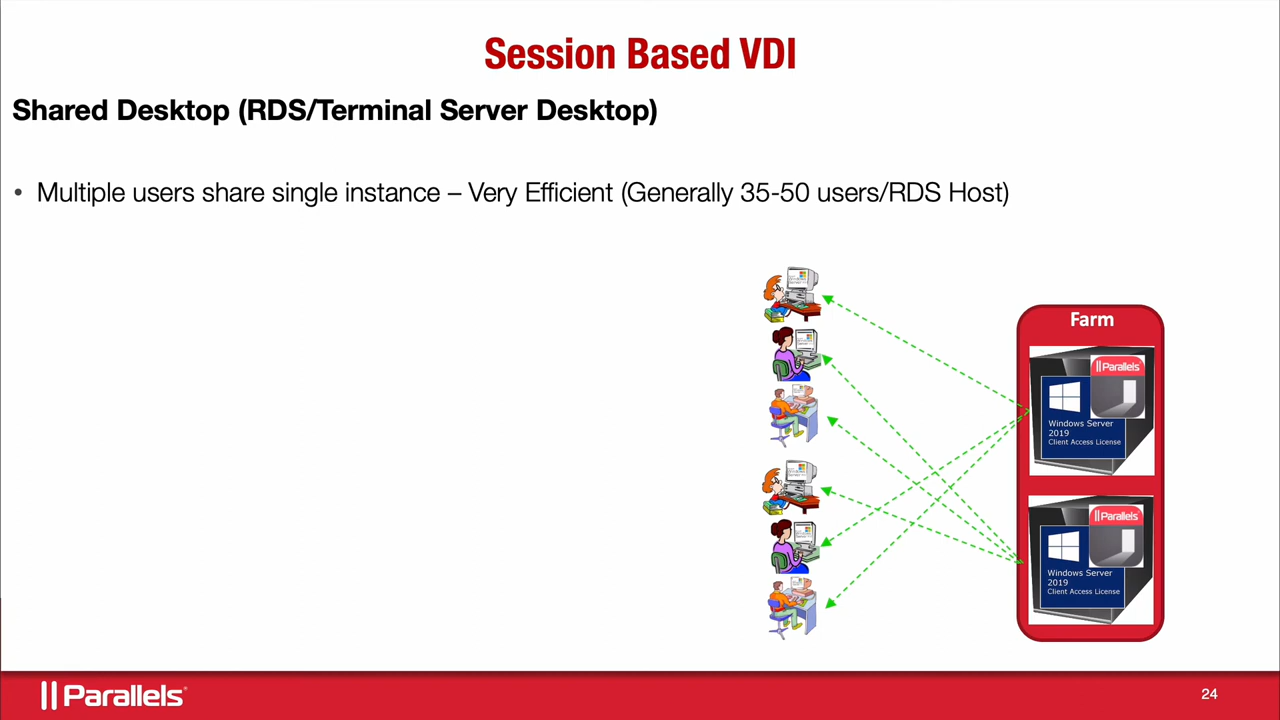 Session Based VDI
Shared Desktop (RDS/Terminal Server Desktop)
• Multiple users share single instance – Very Efficient (Generally 35-50 users/RDS Host)
Farm
Parallels
Windows Server
2019
Client Access License
Parallels
Windows Server
2019
Client Access License
Parallels®
24